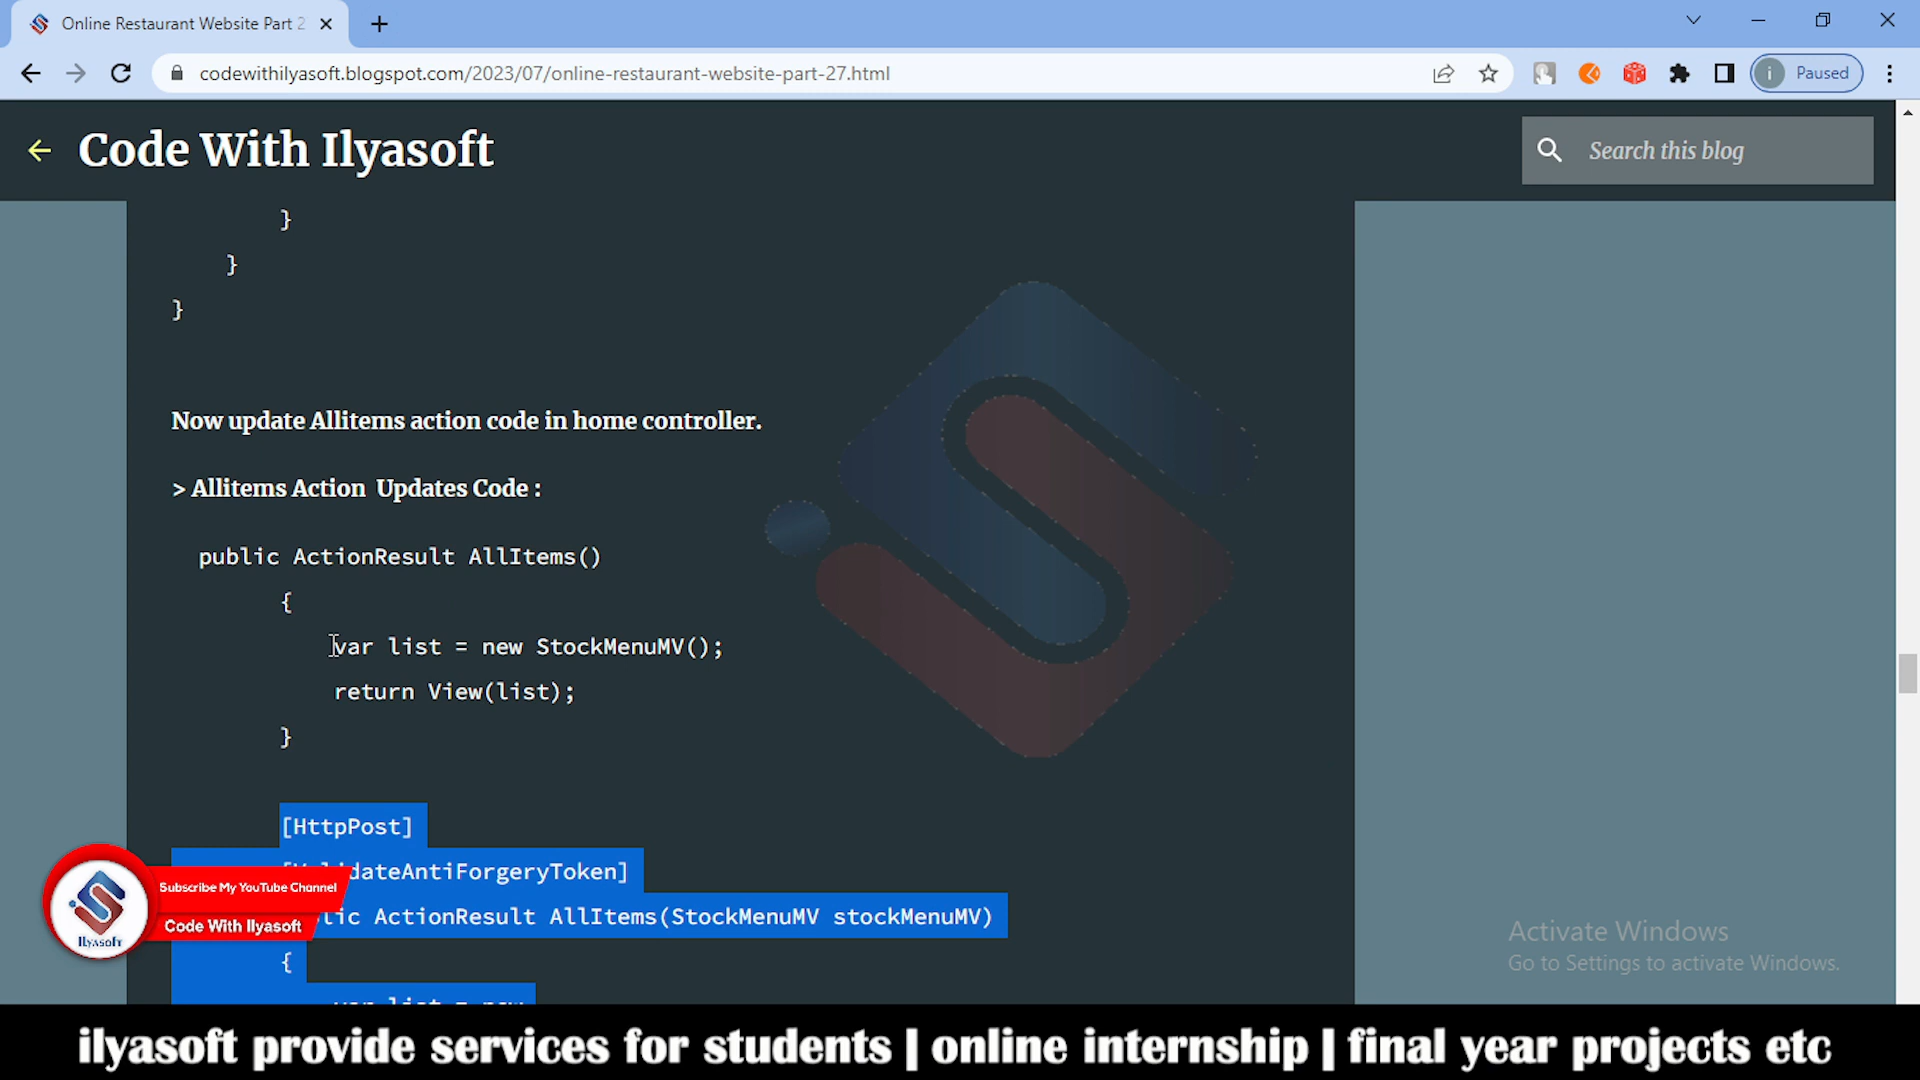 Online Restaurant Website Part 2
codewithilyasoft.blogspot.com/2023/07/online-restaurant-website-part-27.html
i
Paused
Code With Ilyasoft
Search this blog
}
}
}
Now update Allitems action code in home controller.
> Allitems Action  Updates Code :
public ActionResult AllItems()
{
var list = new StockMenuMV();
return View(list);
}
[HttpPost]
dateAntiForgeryToken]
lic ActionResult AllItems(StockMenuMV stockMenuMV)
{
var list = new
Subscribe My YouTube Channel
Code With Ilyasoft
Ilyasoft
Activate Windows
Go to Settings to activate Windows.
ilyasoft provide services for students | online internship | final year projects etc